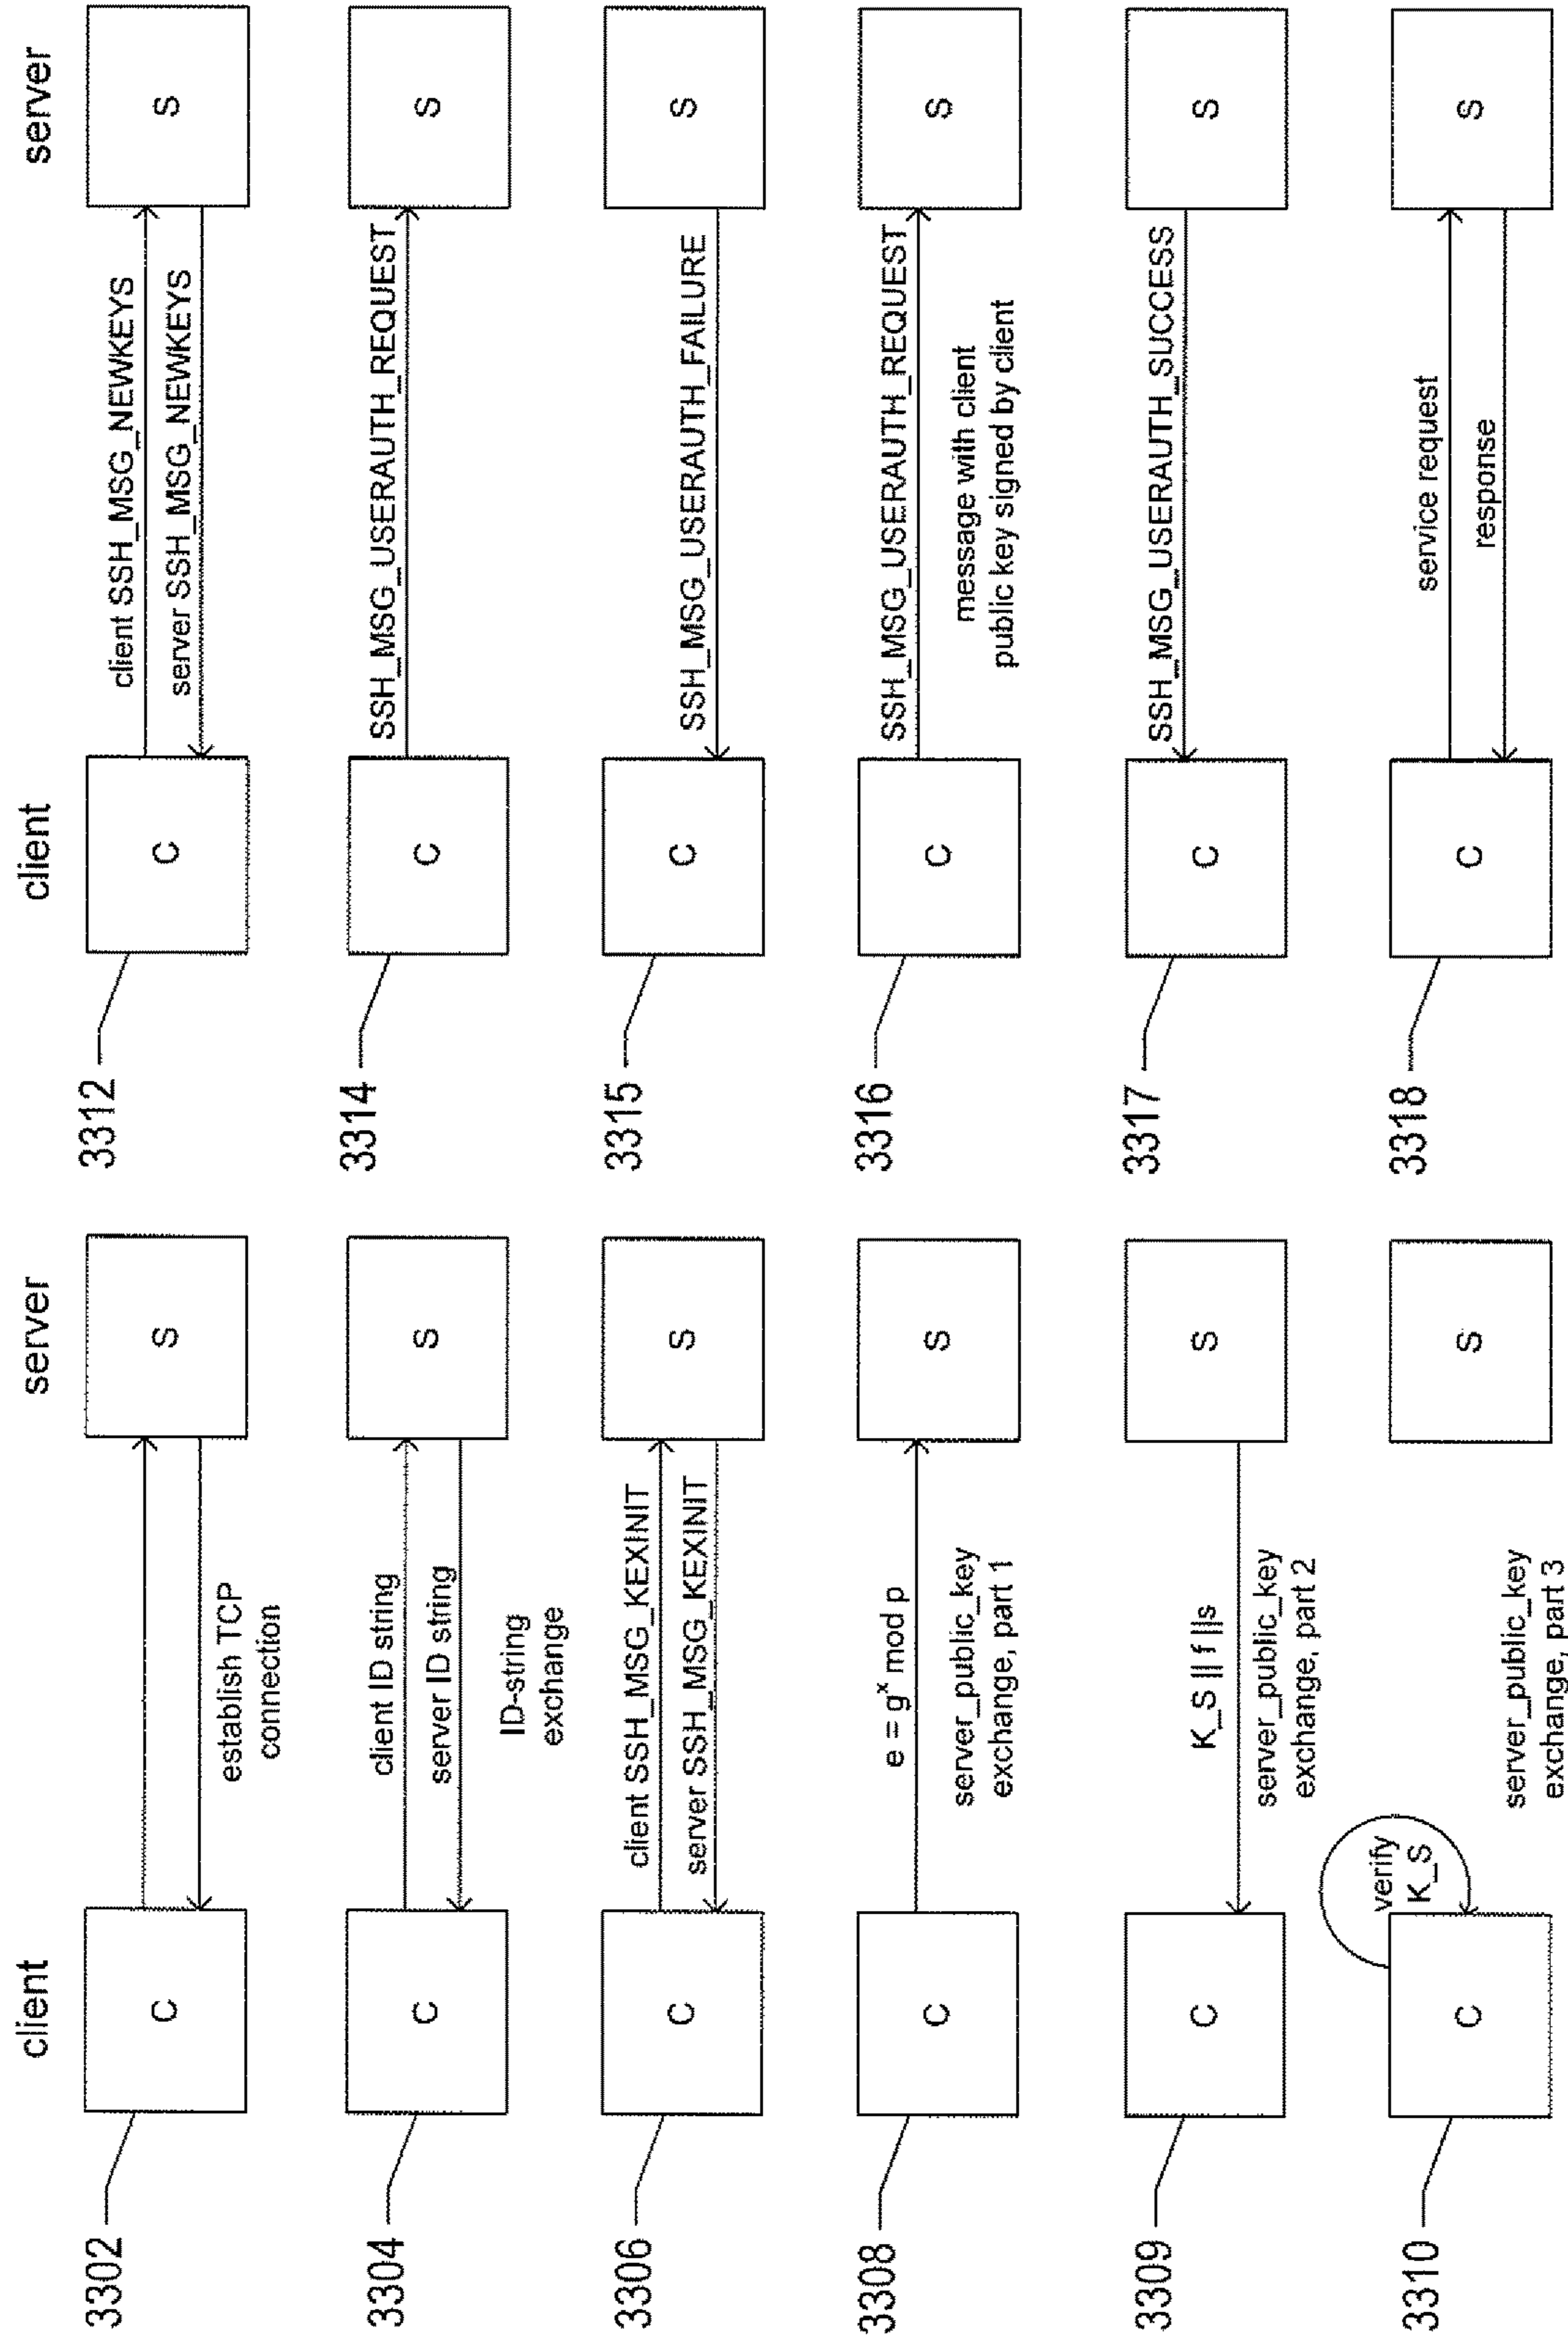 client
server
3302
C
S
establish TCP
connection
3304
C
S
client ID string
server ID string
ID-string
exchange
3306
C
S
client SSH_MSG_KEXINIT
server SSH_MSG_KEXINIT
3308
C
S
e = gˣ mod p
server_public_key
exchange, part 1
3309
C
S
K_S || f ||s
server_public_key
exchange, part 2
3310
C
S
verify
K_S
server_public_key
exchange, part 3
client
server
3312
C
S
client SSH_MSG_NEWKEYS
server SSH_MSG_NEWKEYS
3314
C
S
SSH_MSG_USERAUTH_REQUEST
3315
C
S
SSH_MSG_USERAUTH_FAILURE
3316
C
S
SSH_MSG_USERAUTH_REQUEST
message with client
public key signed by client
3317
C
S
SSH_MSG_USERAUTH_SUCCESS
3318
C
S
service request
response